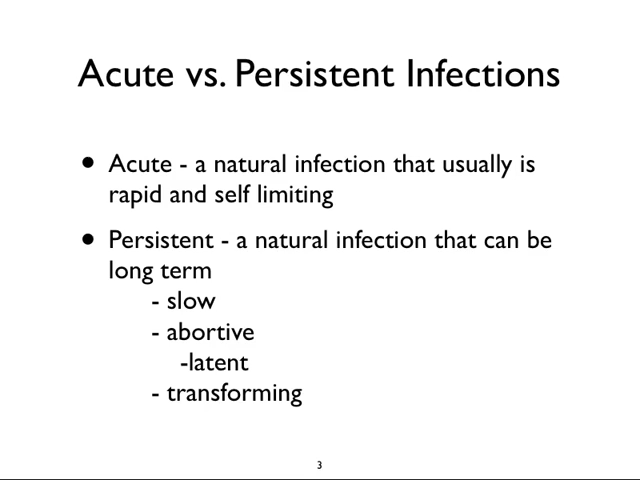 Acute vs. Persistent Infections
• Acute - a natural infection that usually is
rapid and self limiting
• Persistent - a natural infection that can be
long term
- slow
- abortive
-latent
- transforming
3